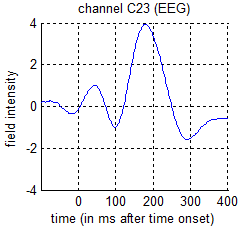 channel C23 (EEG)
4
2
0
-2
-4
field intensity
0 100 200 300 400
time (in ms after time onset)